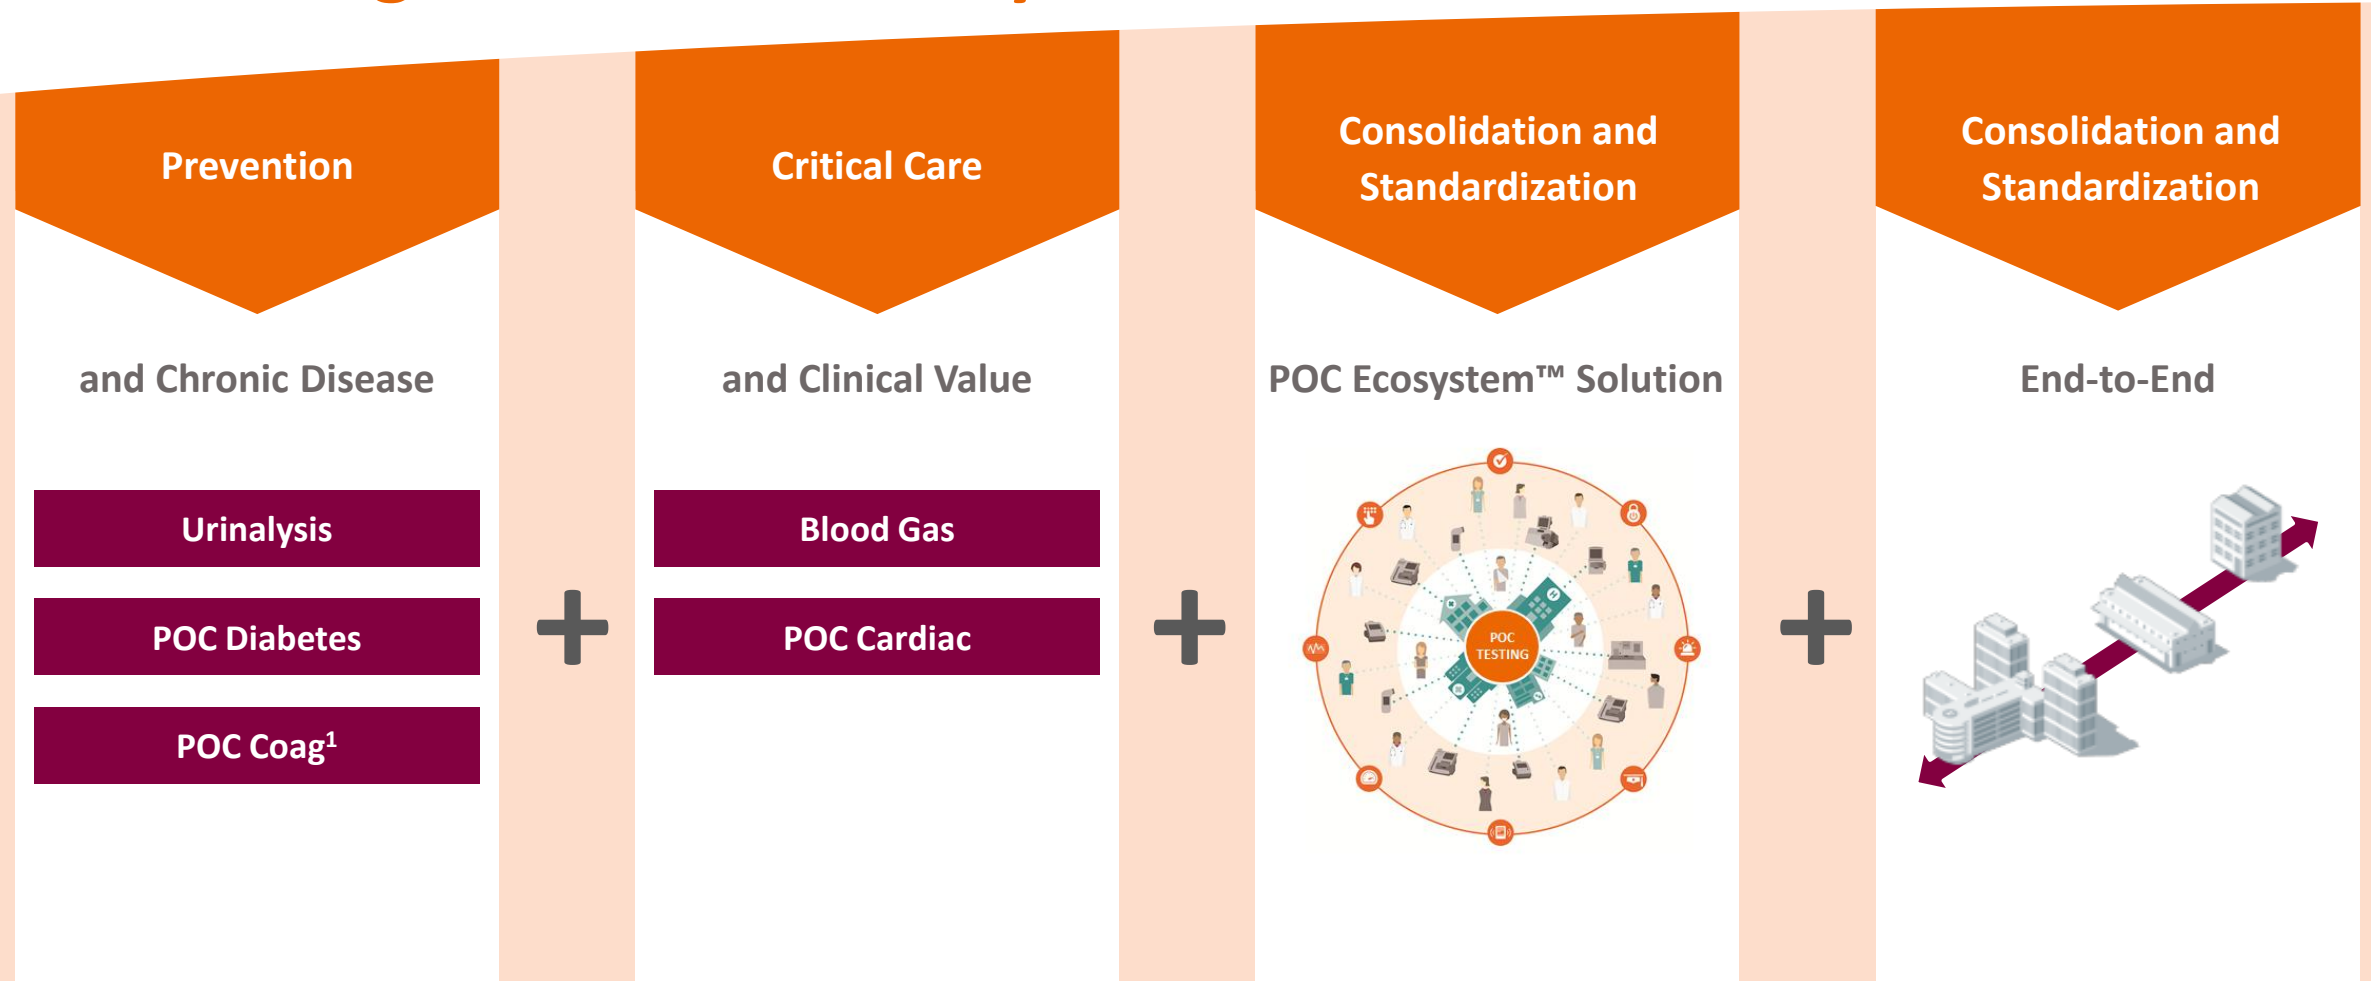 Prevention
and Chronic Disease
Urinalysis
POC Diabetes
POC Coag1
Critical Care
and Clinical Value
Blood Gas
POC Cardiac
Consolidation and
Standardization
POC Ecosystem™ Solution
POC
TESTING
Consolidation and
Standardization
End-to-End